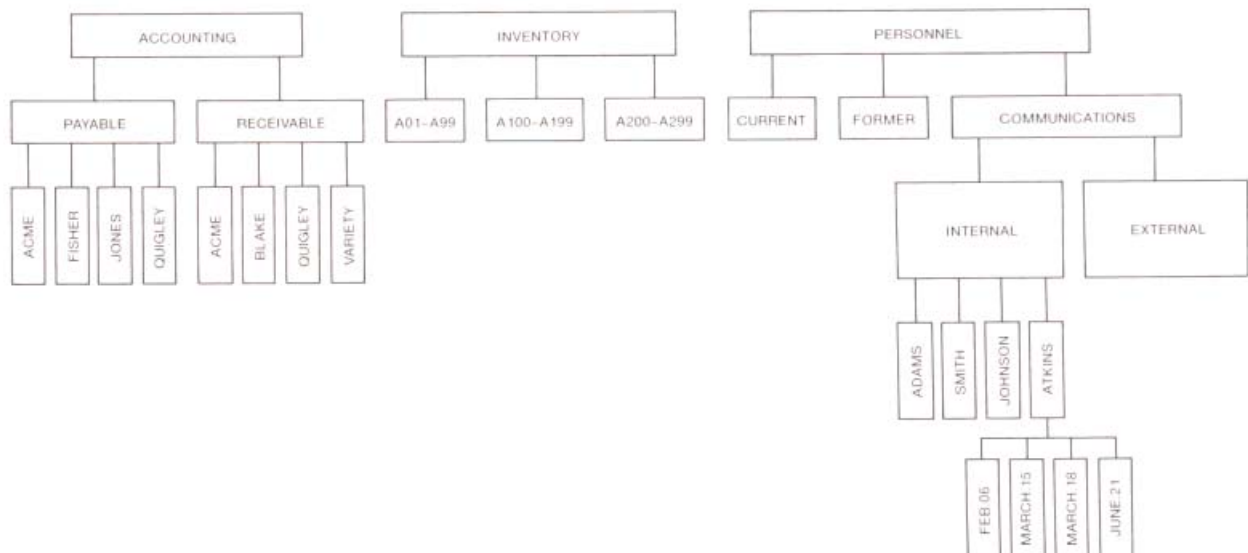 ACCOUNTING
INVENTORY
PERSONNEL
PAYABLE
RECEIVABLE
A01-A99
A100-A199
A200-A299
CURRENT
FORMER
COMMUNICATIONS
ACME
FISHER
JONES
QUIGLEY
ACME
BLAKE
QUIGLEY
VARIETY
INTERNAL
EXTERNAL
ADAMS
SMITH
JOHNSON
ATKINS
FEB.06
MARCH.15
MARCH.18
JUNE.21